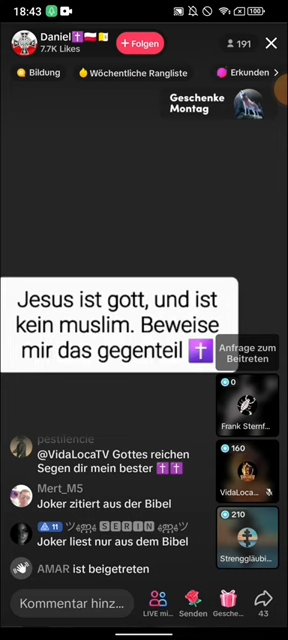 18:43
100
Daniel✝️🇵🇱🇻🇦
7.7K Likes
+ Folgen
191
Bildung
Wöchentliche Rangliste
Erkunden
Geschenke
Montag
Jesus ist gott, und ist
kein muslim. Beweise
mir das gegenteil ✝️
Anfrage zum
Beitreten
0
Frank Sternf...
160
VidaLoca...
210
Strenggläubi...
pestilencie
@VidaLocaTV Gottes reichen
Segen dir mein bester ✝️✝️
Mert_M5
Joker zitiert aus der Bibel
11
🆂🅴🆁🅸🅽
Joker liest nur aus dem Bibel
AMAR ist beigetreten
Kommentar hinz...
LIVE mi...
Senden
Gesche...
43